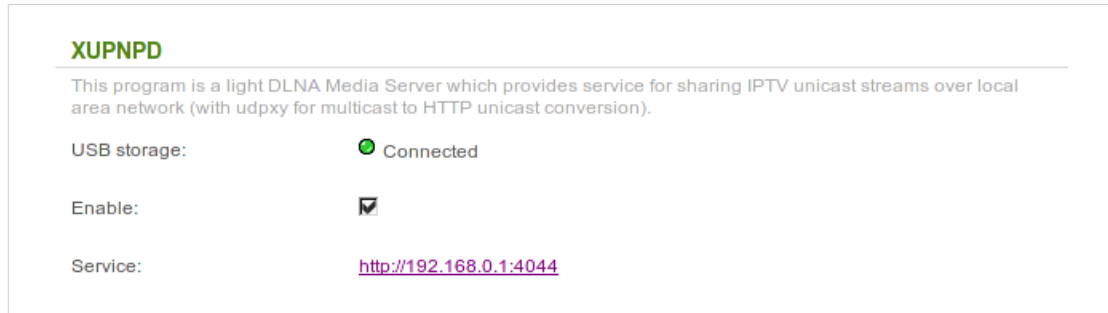 XUPNPD
This program is a light DLNA Media Server which provides service for sharing IPTV unicast streams over local
area network (with udpxy for multicast to HTTP unicast conversion).
USB storage: Connected
Enable:
Service: http://192.168.0.1:4044